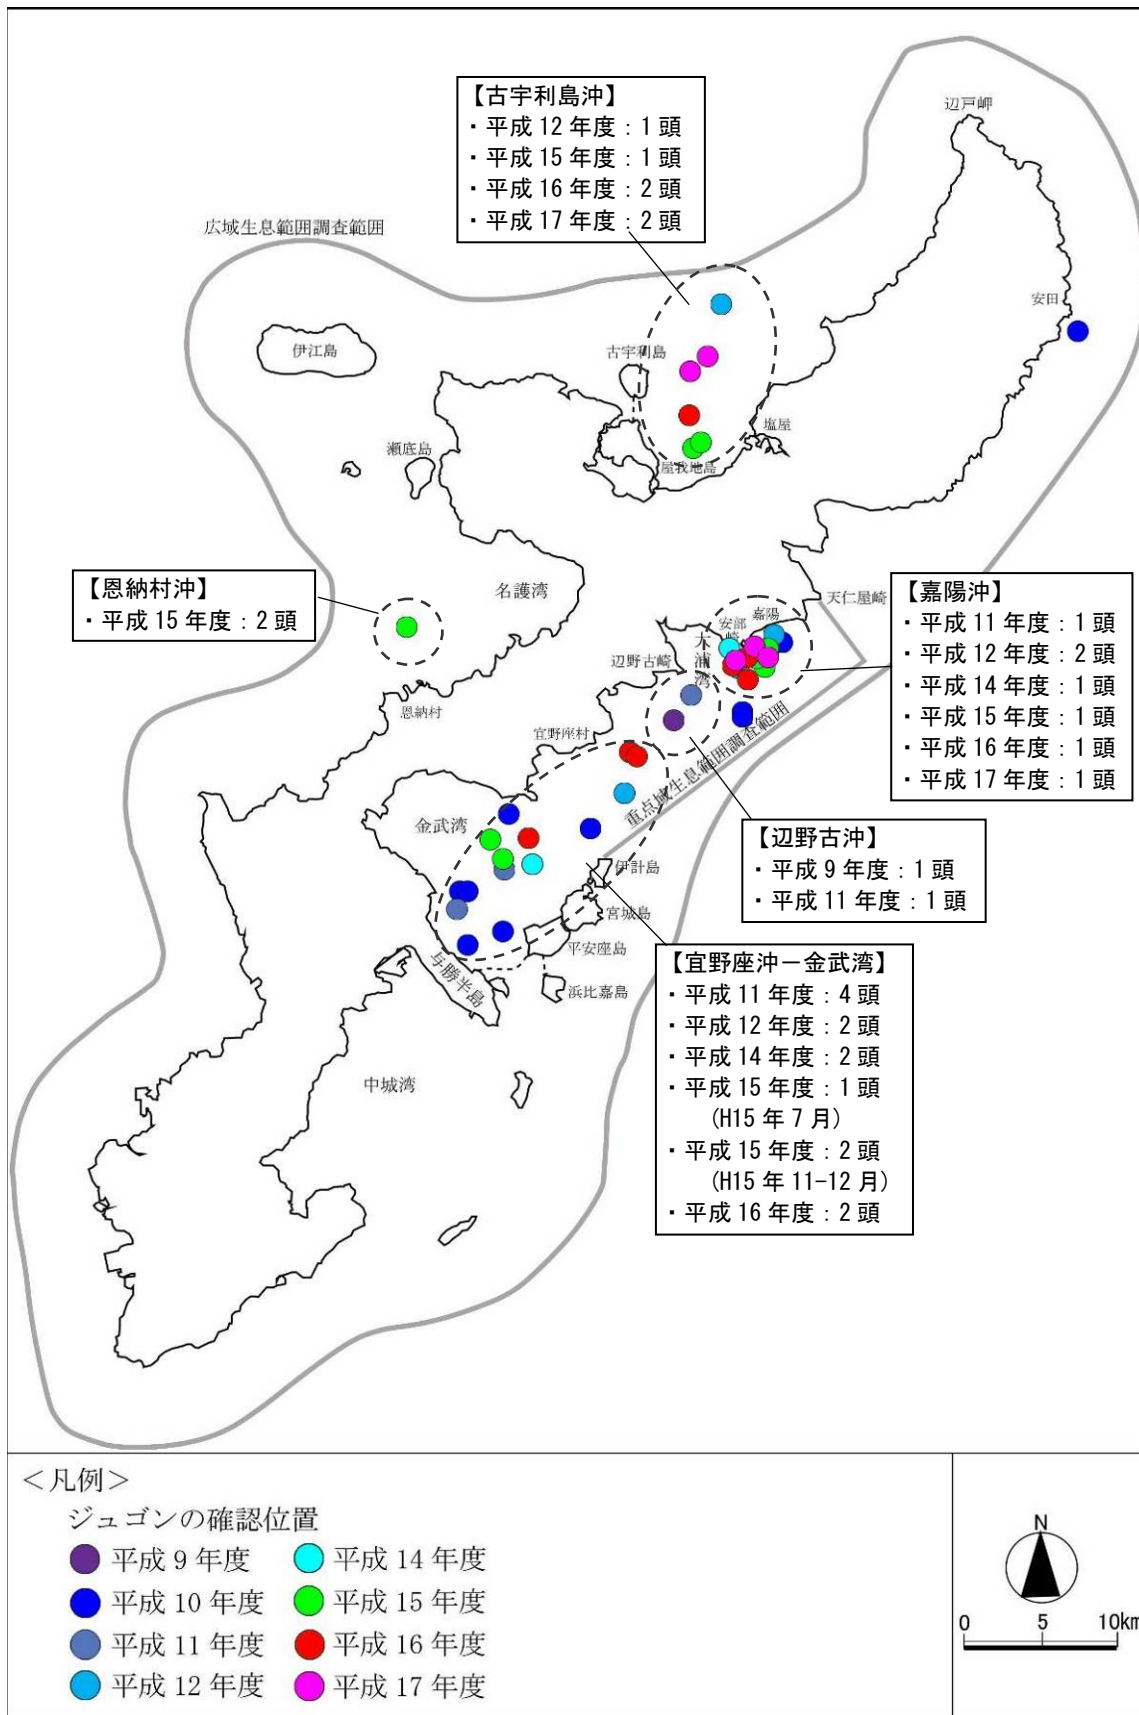 【古宇利島沖】
・平成 12 年度：1 頭
・平成 15 年度：1 頭
・平成 16 年度：2 頭
・平成 17 年度：2 頭
辺戸岬
広域生息範囲調査範囲
安田
伊江島
古宇利島
塩屋
瀬底島
屋我地島
【恩納村沖】
・平成 15 年度：2 頭
名護湾
天仁屋崎
嘉陽
安部崎
大浦湾
辺野古崎
【嘉陽沖】
・平成 11 年度：1 頭
・平成 12 年度：2 頭
・平成 14 年度：1 頭
・平成 15 年度：1 頭
・平成 16 年度：1 頭
・平成 17 年度：1 頭
恩納村
宜野座村
重点域生息範囲調査範囲
金武湾
【辺野古沖】
・平成 9 年度：1 頭
・平成 11 年度：1 頭
伊計島
宮城島
平安座島
与勝半島
浜比嘉島
【宜野座沖－金武湾】
・平成 11 年度：4 頭
・平成 12 年度：2 頭
・平成 14 年度：2 頭
・平成 15 年度：1 頭
(H15 年 7 月)
・平成 15 年度：2 頭
(H15 年 11-12 月)
・平成 16 年度：2 頭
中城湾
＜凡例＞
ジュゴンの確認位置
平成 9 年度
平成 10 年度
平成 11 年度
平成 12 年度
平成 14 年度
平成 15 年度
平成 16 年度
平成 17 年度
N
0 5 10km